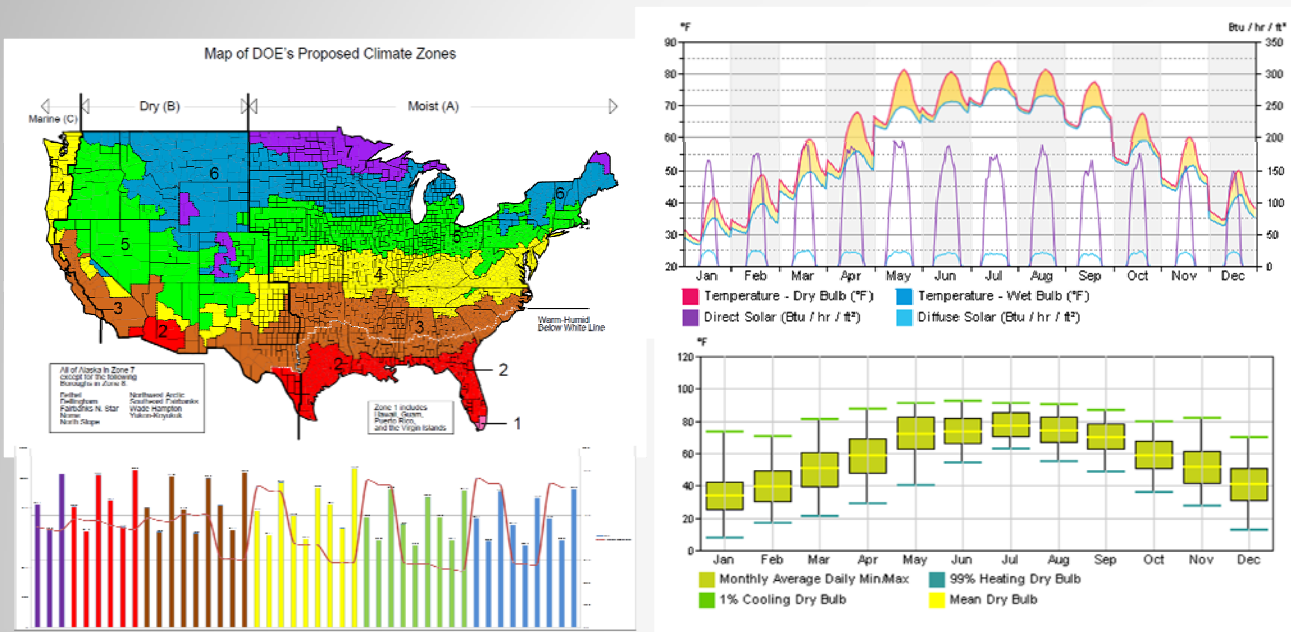 Map of DOE's Proposed Climate Zones
Marine (C)
Dry (B)
Moist (A)
7
6
6
4
5
5
4
3
3
2
2
Warm-Humid
Below White Line
2
1
All of Alaska in Zone 7
except for the following
Boroughs in Zone 8:
Bethel Northwest Arctic
Dellingham Southeast Fairbanks
Fairbanks N. Star Wade Hampton
Nome Yukon-Koyukuk
North Slope
Zone 1 includes
Hawaii, Guam,
Puerto Rico,
and the Virgin Islands
°F Btu / hr / ft²
90 350
80 300
70 250
60 200
50 150
40 100
30 50
20 0
Jan Feb Mar Apr May Jun Jul Aug Sep Oct Nov Dec
Temperature - Dry Bulb (°F) Temperature - Wet Bulb (°F)
Direct Solar (Btu / hr / ft²) Diffuse Solar (Btu / hr / ft²)
°F
120
100
80
60
40
20
0
Jan Feb Mar Apr May Jun Jul Aug Sep Oct Nov Dec
Monthly Average Daily Min/Max 99% Heating Dry Bulb
1% Cooling Dry Bulb Mean Dry Bulb